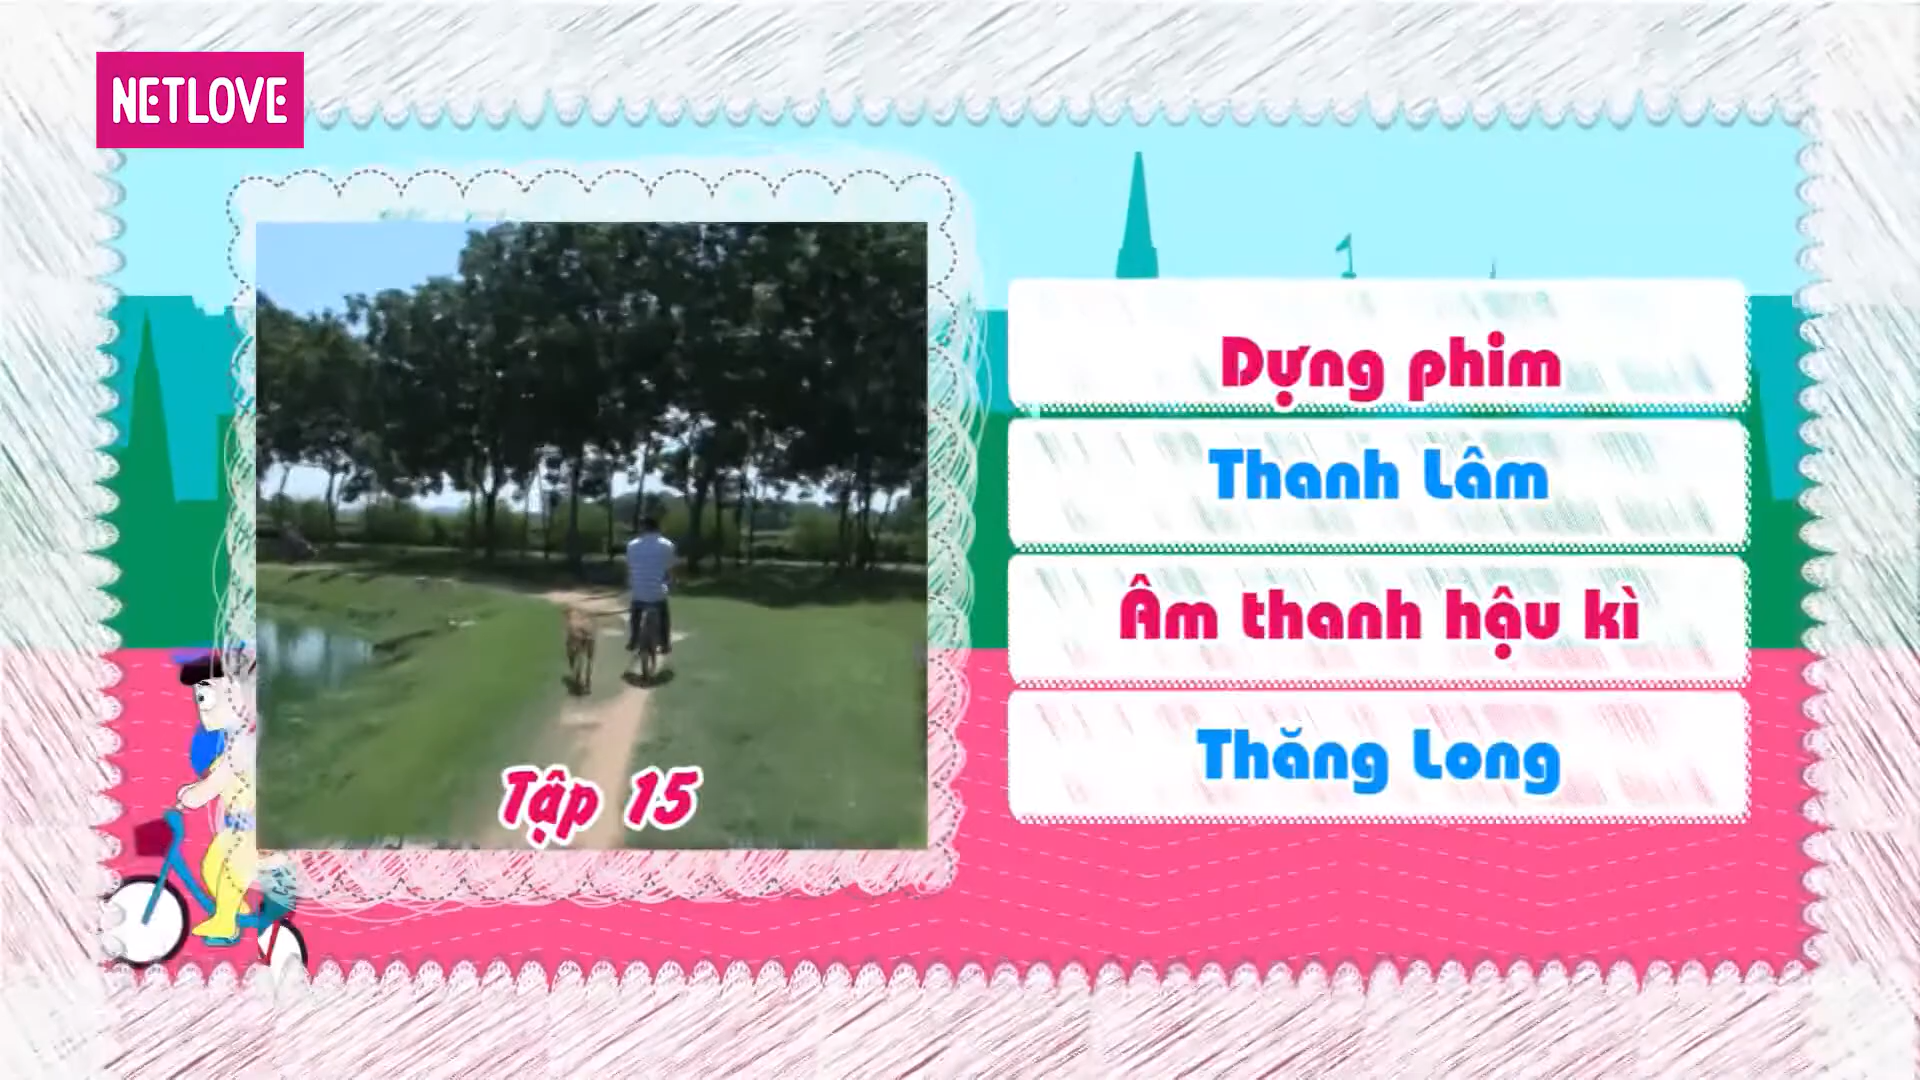 NETLOVE
Tập 15
Dựng phim
Thanh Lâm
Âm thanh hậu kì
Thăng Long